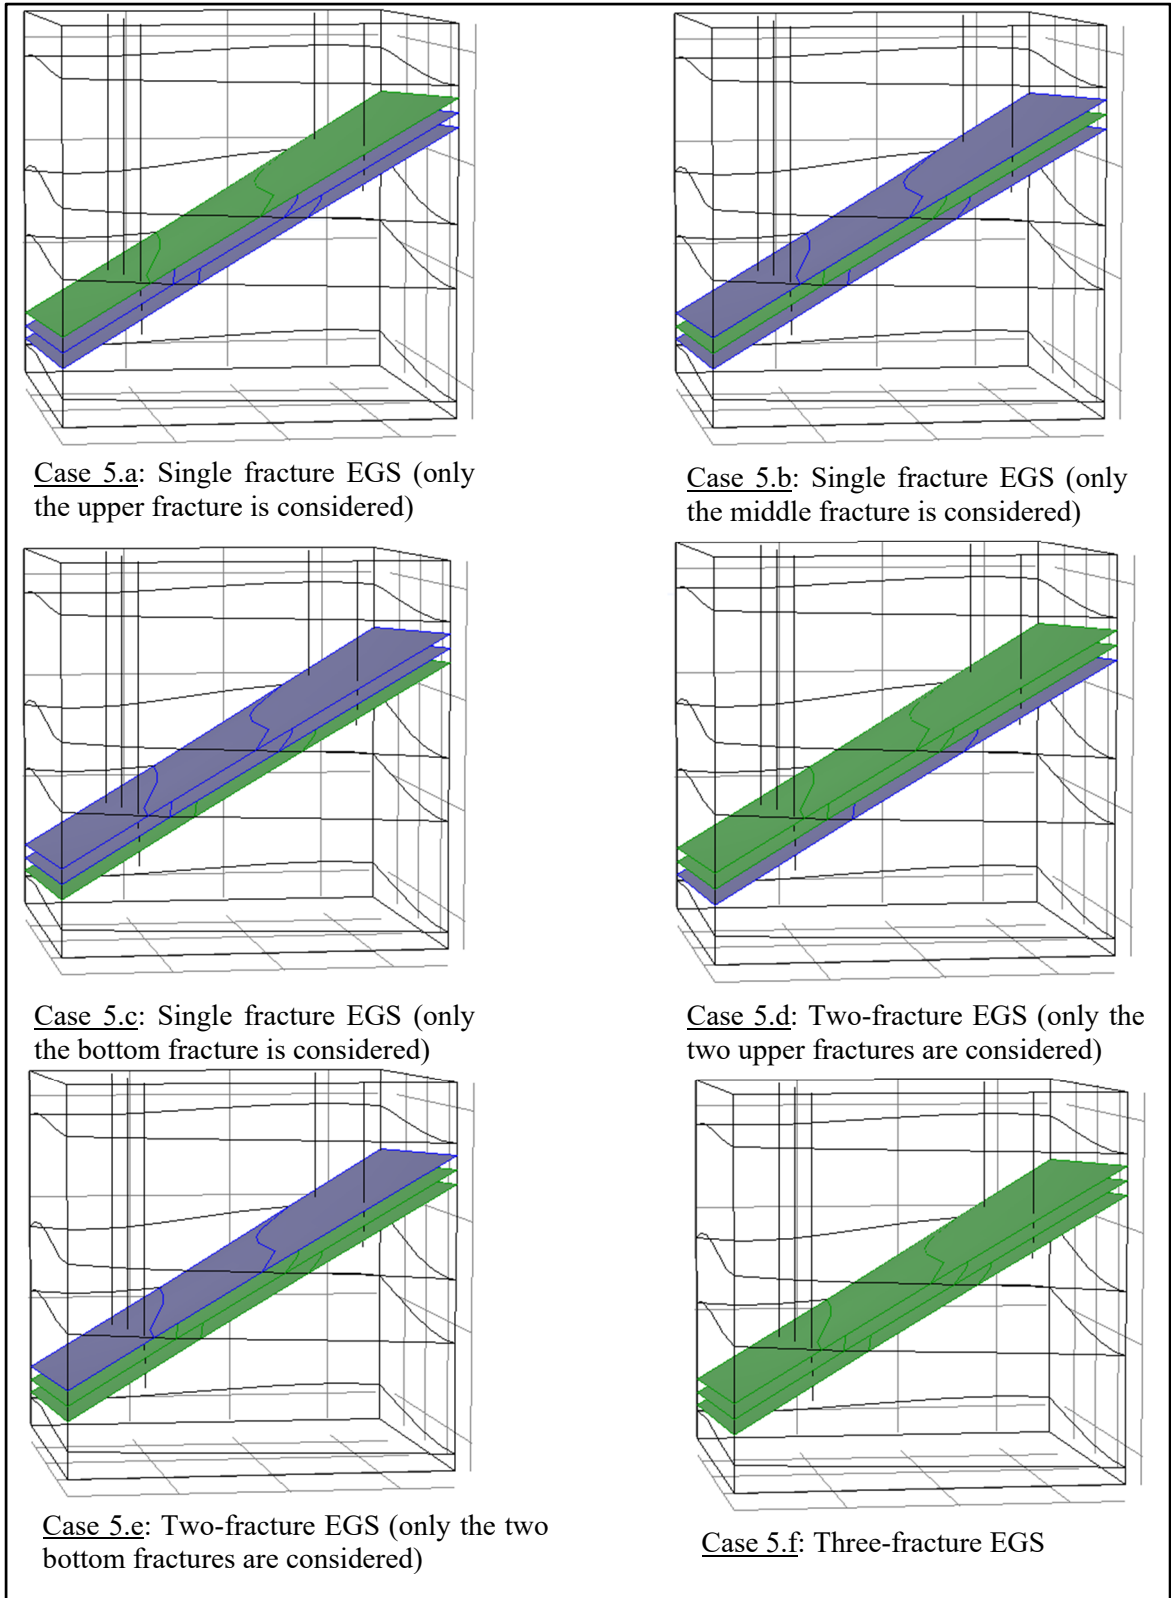 Case 5.a: Single fracture EGS (only
the upper fracture is considered)
Case 5.b: Single fracture EGS (only
the middle fracture is considered)
Case 5.c: Single fracture EGS (only
the bottom fracture is considered)
Case 5.d: Two-fracture EGS (only the
two upper fractures are considered)
Case 5.e: Two-fracture EGS (only the two
bottom fractures are considered)
Case 5.f: Three-fracture EGS